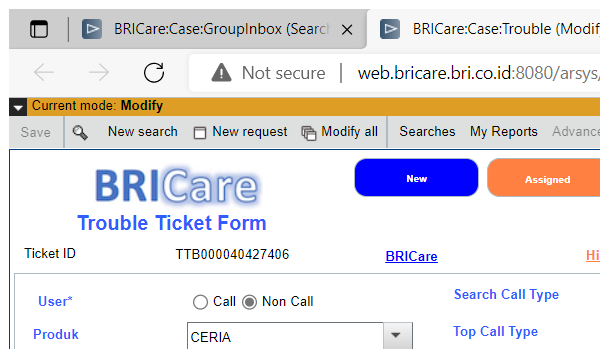 BRICare:Case:GroupInbox (Searc
BRICare:Case:Trouble (Modif
Not secure
web.bricare.bri.co.id:8080/arsys/
Current mode: Modify
Save
New search
New request
Modify all
Searches
My Reports
Advance
BRICare
New
Assigned
Trouble Ticket Form
Ticket ID
TTB000040427406
BRICare
Hi
User*
Call
Non Call
Search Call Type
Produk
CERIA
Top Call Type